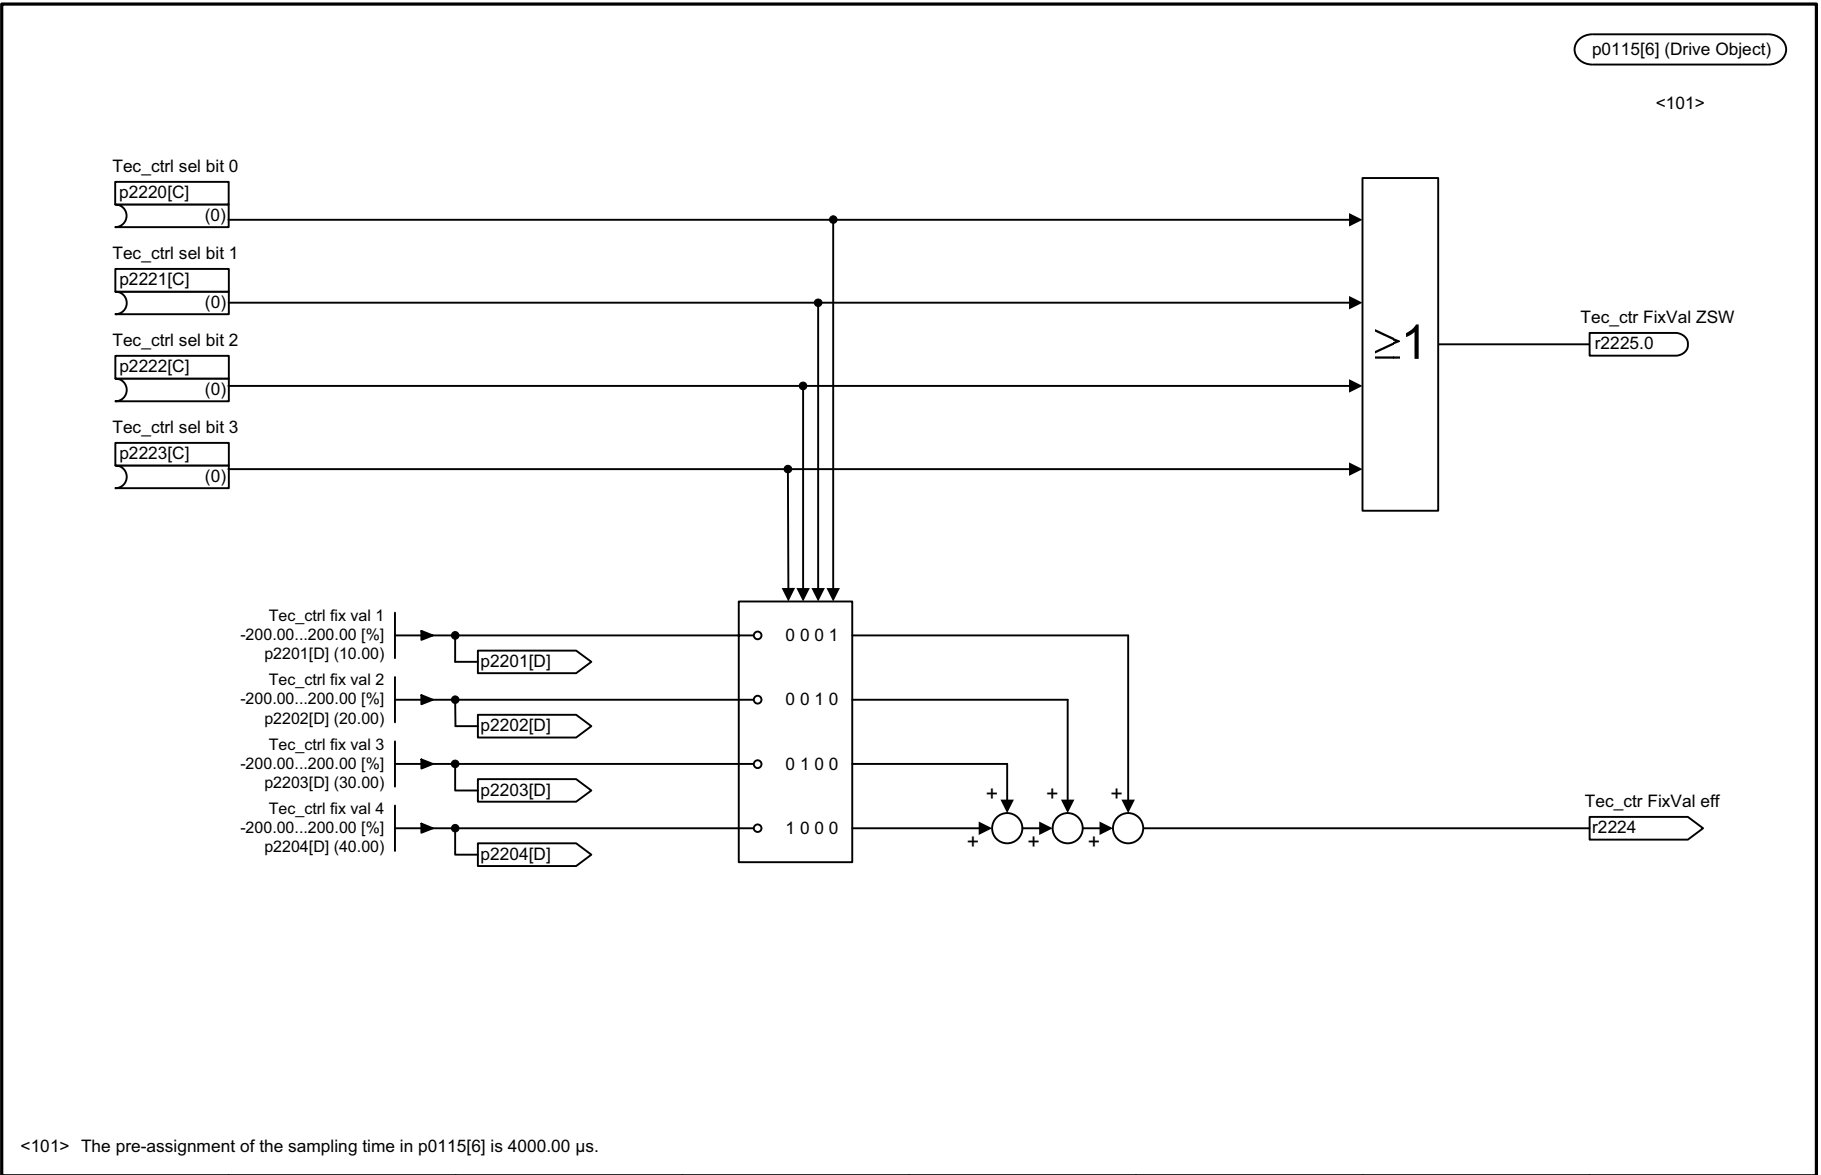 p0115[6] (Drive Object)
<101>
Tec_ctrl sel bit 0
p2220[C]
(0)
Tec_ctrl sel bit 1
p2221[C]
(0)
Tec_ctrl sel bit 2
p2222[C]
(0)
Tec_ctrl sel bit 3
p2223[C]
(0)
≥1
Tec_ctr FixVal ZSW
r2225.0
Tec_ctrl fix val 1
-200.00...200.00 [%]
p2201[D] (10.00)
p2201[D]
0 0 0 1
Tec_ctrl fix val 2
-200.00...200.00 [%]
p2202[D] (20.00)
p2202[D]
0 0 1 0
Tec_ctrl fix val 3
-200.00...200.00 [%]
p2203[D] (30.00)
p2203[D]
0 1 0 0
Tec_ctrl fix val 4
-200.00...200.00 [%]
p2204[D] (40.00)
p2204[D]
1 0 0 0
+ + +
+ + +
Tec_ctr FixVal eff
r2224
<101> The pre-assignment of the sampling time in p0115[6] is 4000.00 µs.